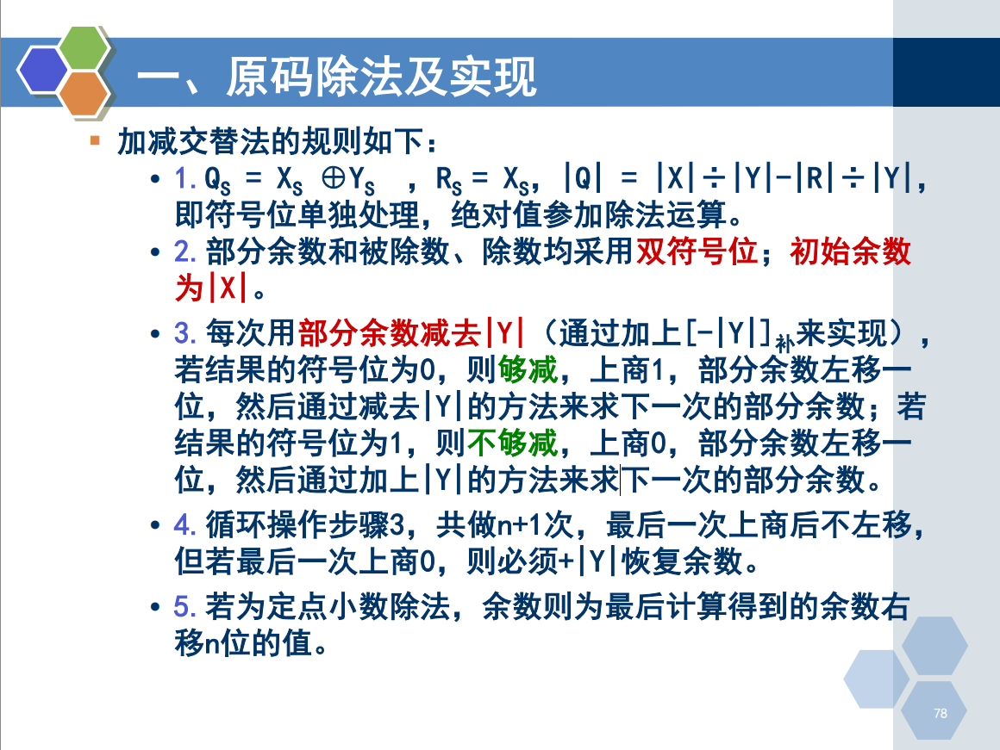 一、原码除法及实现
加减交替法的规则如下：
1.QS = XS ⊕YS ，RS = XS，|Q| = |X|÷|Y|-|R|÷|Y|，
即符号位单独处理，绝对值参加除法运算。
2.部分余数和被除数、除数均采用双符号位；初始余数
为|X|。
3.每次用部分余数减去|Y|（通过加上[-|Y|]补来实现），
若结果的符号位为0，则够减，上商1，部分余数左移一
位，然后通过减去|Y|的方法来求下一次的部分余数；若
结果的符号位为1，则不够减，上商0，部分余数左移一
位，然后通过加上|Y|的方法来求下一次的部分余数。
4.循环操作步骤3，共做n+1次，最后一次上商后不左移，
但若最后一次上商0，则必须+|Y|恢复余数。
5.若为定点小数除法，余数则为最后计算得到的余数右
移n位的值。
78